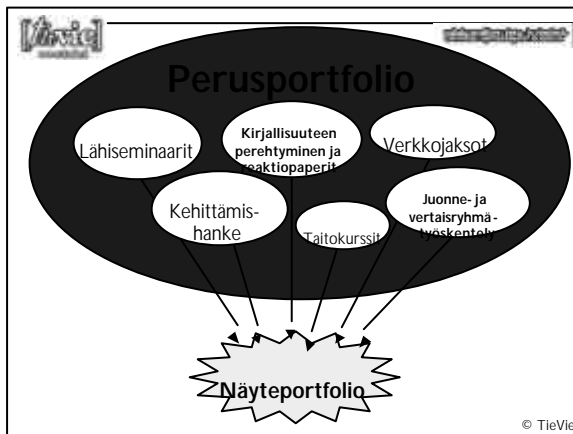 Perusportfolio
Lähiseminaarit
Kirjallisuuteen
perehtyminen ja
reaktiopaperit
Verkkojaksot
Kehittämis-
hanke
Taitokurssit
Juonne- ja
vertaisryhmä-
työskentely
Näyteportfolio
© TieVie